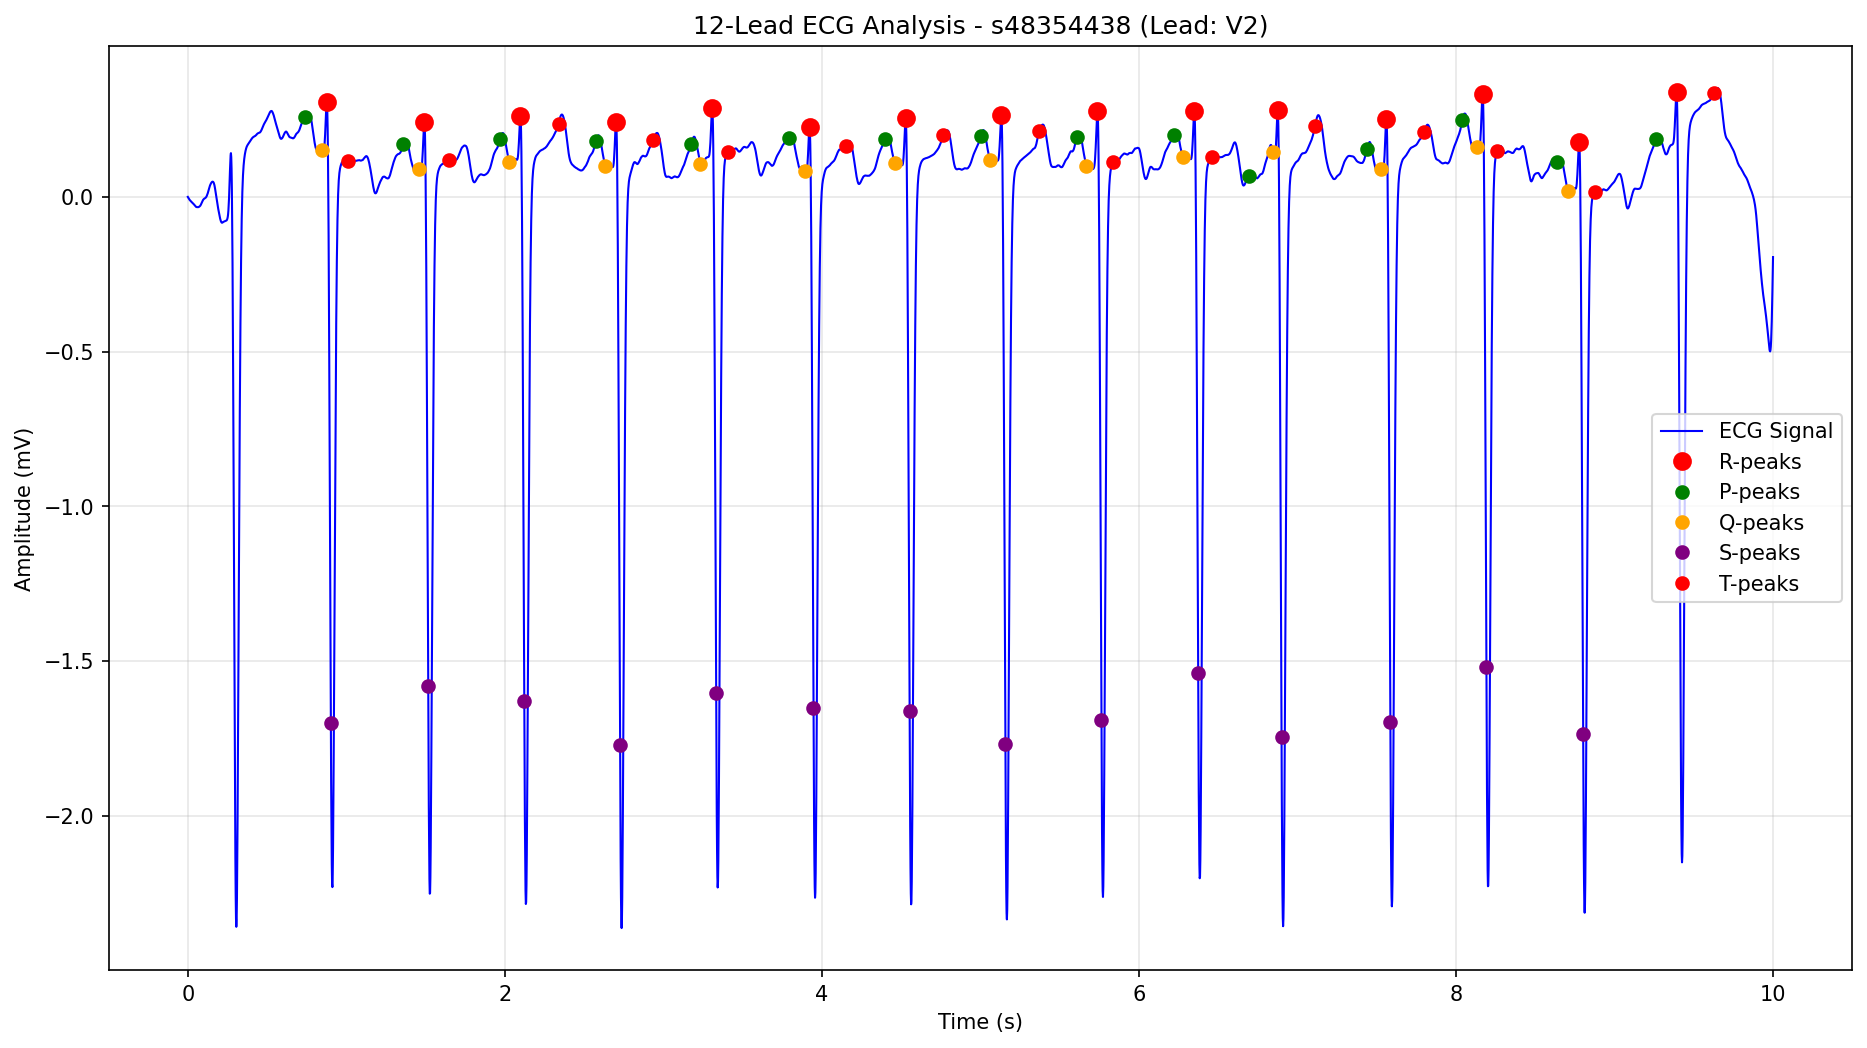 12-Lead ECG Analysis - s48354438 (Lead: V2)
Amplitude (mV)
0.0
−0.5
−1.0
−1.5
−2.0
ECG Signal
R-peaks
P-peaks
Q-peaks
S-peaks
T-peaks
0 2 4 6 8 10
Time (s)